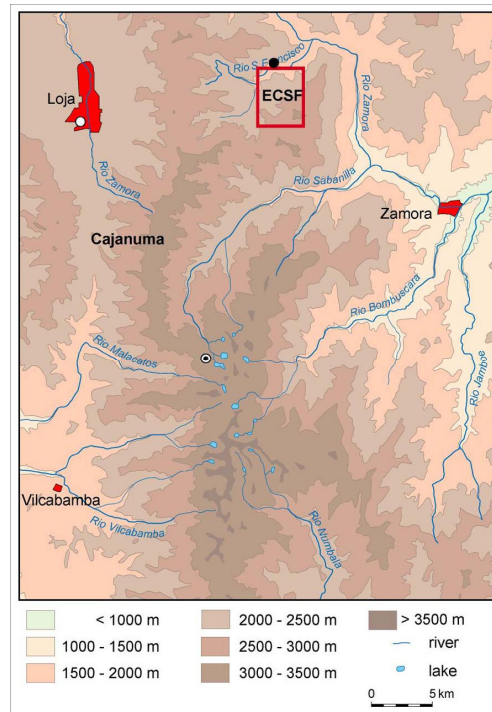 Rio S.Francisco
Loja
ECSF
Rio Zamora
Rio Sabanilla
Rio Zamora
Zamora
Cajanuma
Rio Bombuscara
Rio Malacatos
Rio Jamboe
Vilcabamba
Rio Vilcabamba
Rio Numbala
< 1000 m
2000 - 2500 m
> 3500 m
1000 - 1500 m
2500 - 3000 m
river
1500 - 2000 m
3000 - 3500 m
lake
0 5 km